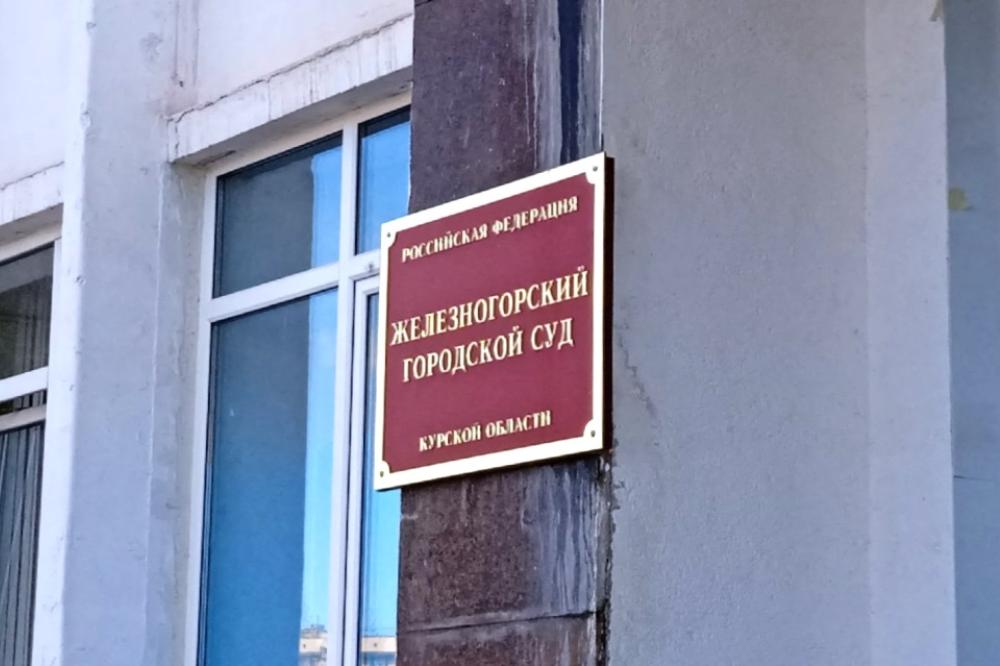 РОССИЙСКАЯ ФЕДЕРАЦИЯ
ЖЕЛЕЗНОГОРСКИЙ
ГОРОДСКОЙ СУД
КУРСКОЙ ОБЛАСТИ